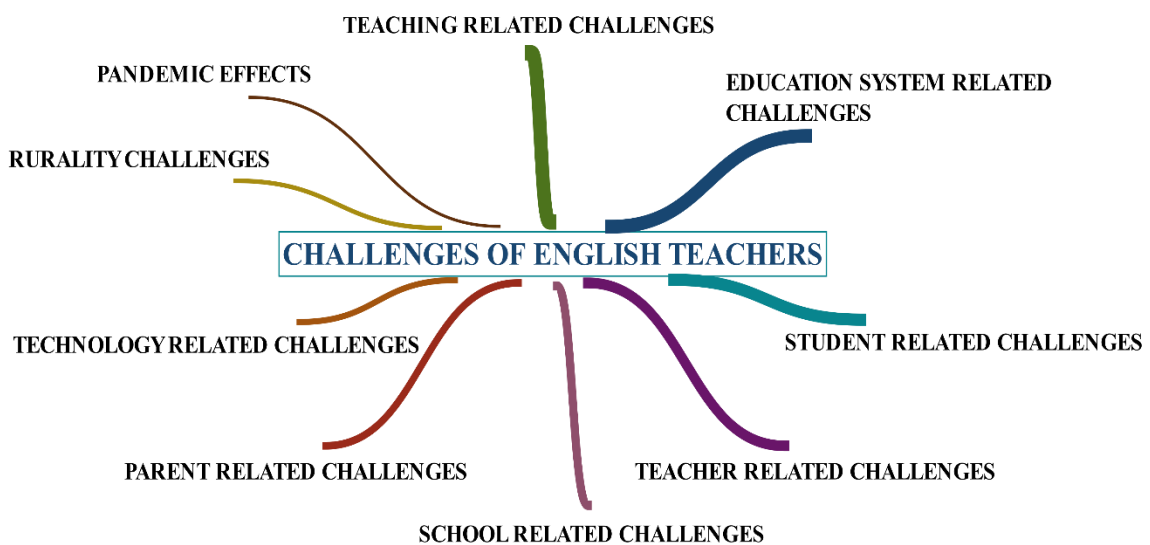 TEACHING RELATED CHALLENGES
PANDEMIC EFFECTS
EDUCATION SYSTEM RELATED
CHALLENGES
RURALITY CHALLENGES
CHALLENGES OF ENGLISH TEACHERS
TECHNOLOGY RELATED CHALLENGES
STUDENT RELATED CHALLENGES
PARENT RELATED CHALLENGES
TEACHER RELATED CHALLENGES
SCHOOL RELATED CHALLENGES